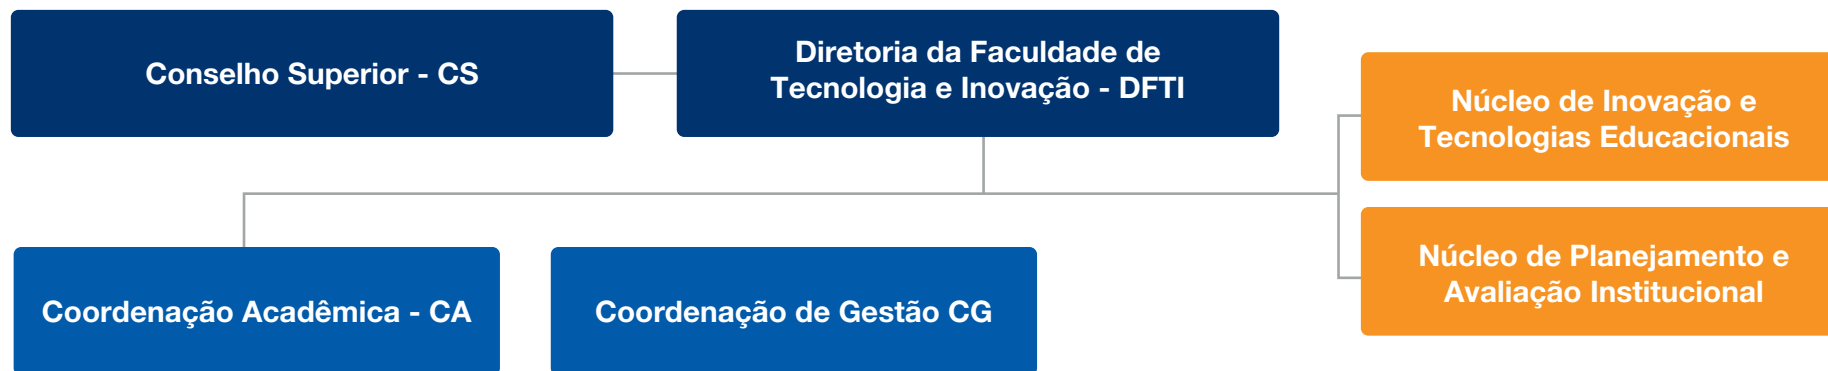 Conselho Superior - CS
Diretoria da Faculdade de
Tecnologia e Inovação - DFTI
Núcleo de Inovação e
Tecnologias Educacionais
Núcleo de Planejamento e
Avaliação Institucional
Coordenação Acadêmica - CA
Coordenação de Gestão CG